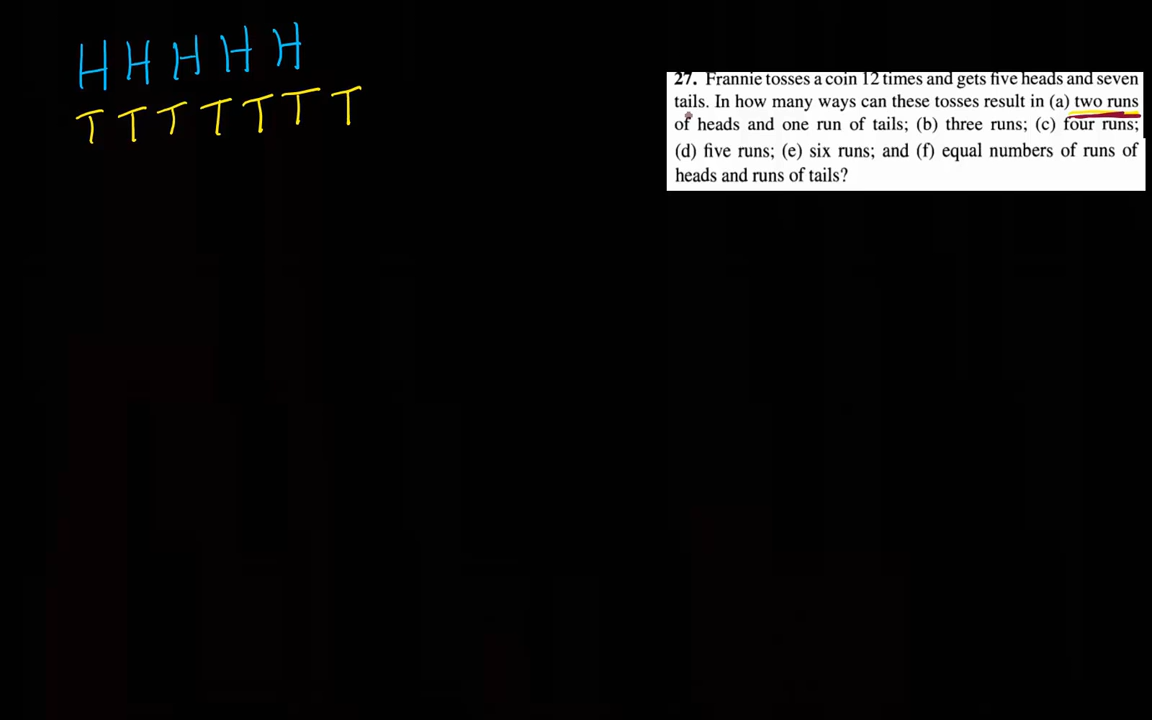 H H H H H
T T T T T T T
27. Frannie tosses a coin 12 times and gets five heads and seven
tails. In how many ways can these tosses result in (a) two runs
of heads and one run of tails; (b) three runs; (c) four runs;
(d) five runs; (e) six runs; and (f) equal numbers of runs of
heads and runs of tails?